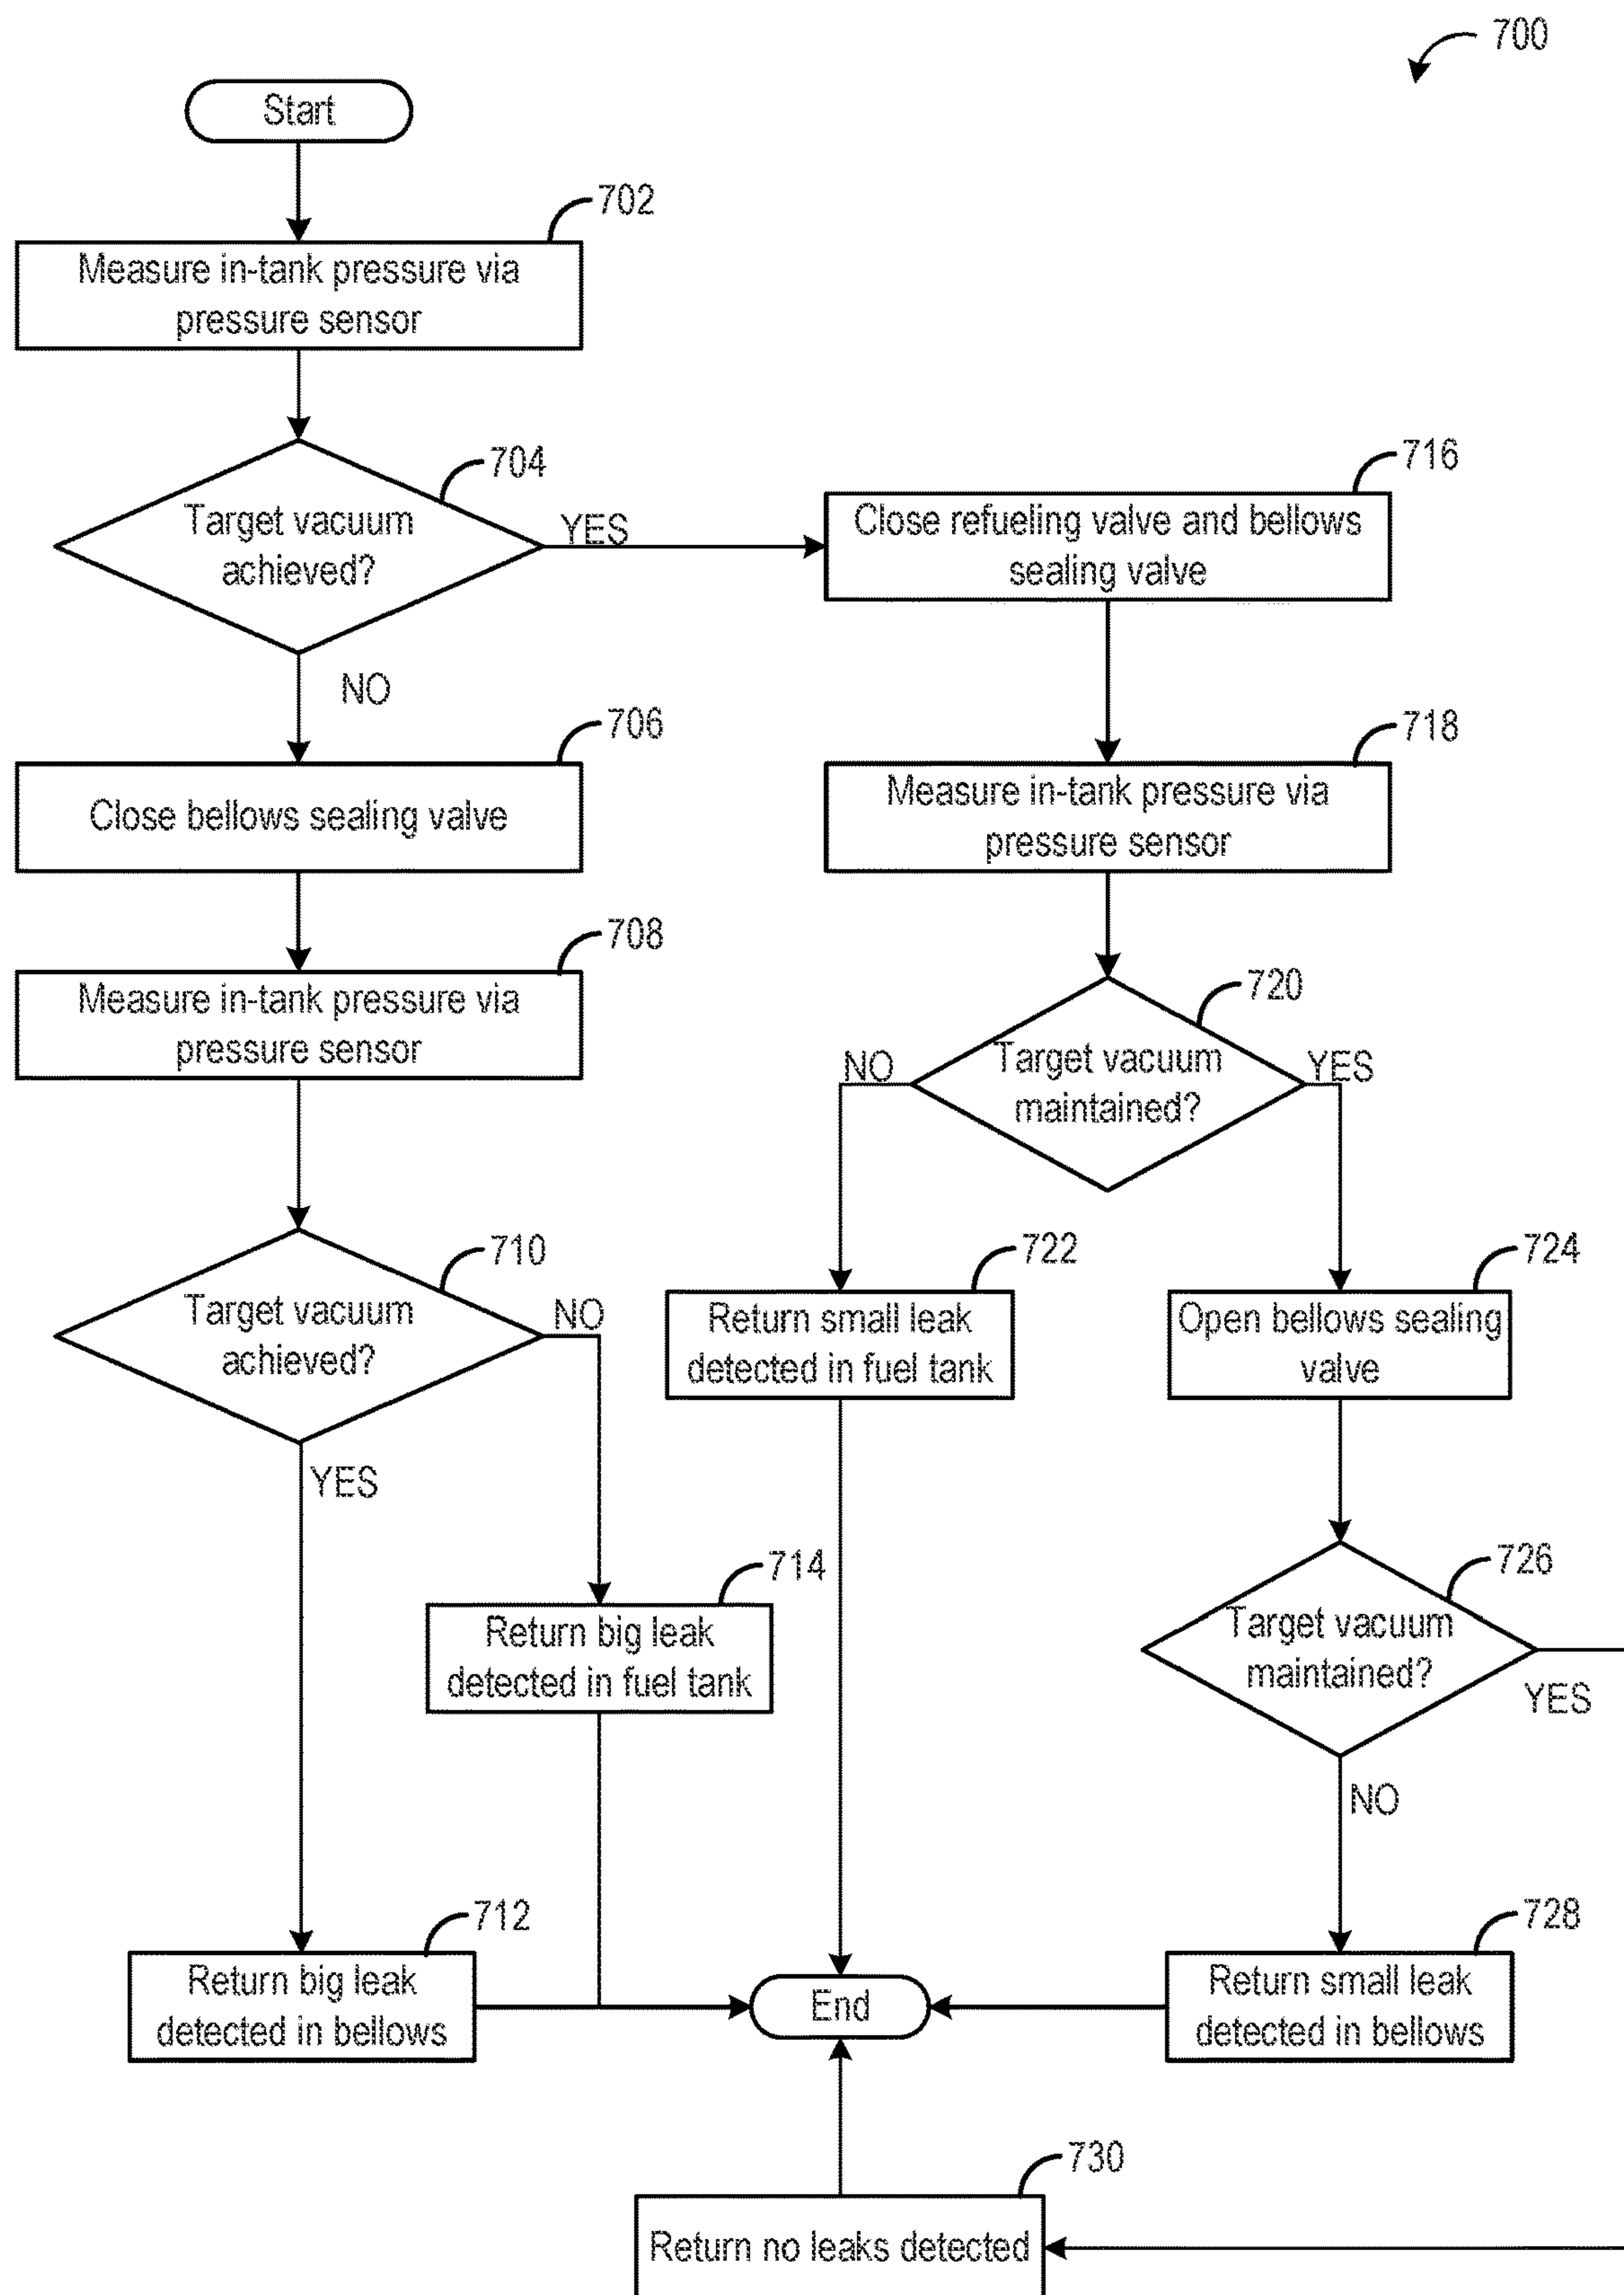 700
Start
702
Measure in-tank pressure via
pressure sensor
704
Target vacuum
achieved?
YES
NO
716
Close refueling valve and bellows
sealing valve
706
Close bellows sealing valve
718
Measure in-tank pressure via
pressure sensor
708
Measure in-tank pressure via
pressure sensor
720
Target vacuum
maintained?
NO
YES
710
Target vacuum
achieved?
NO
YES
722
Return small leak
detected in fuel tank
724
Open bellows sealing
valve
714
Return big leak
detected in fuel tank
726
Target vacuum
maintained?
YES
NO
712
Return big leak
detected in bellows
End
728
Return small leak
detected in bellows
730
Return no leaks detected